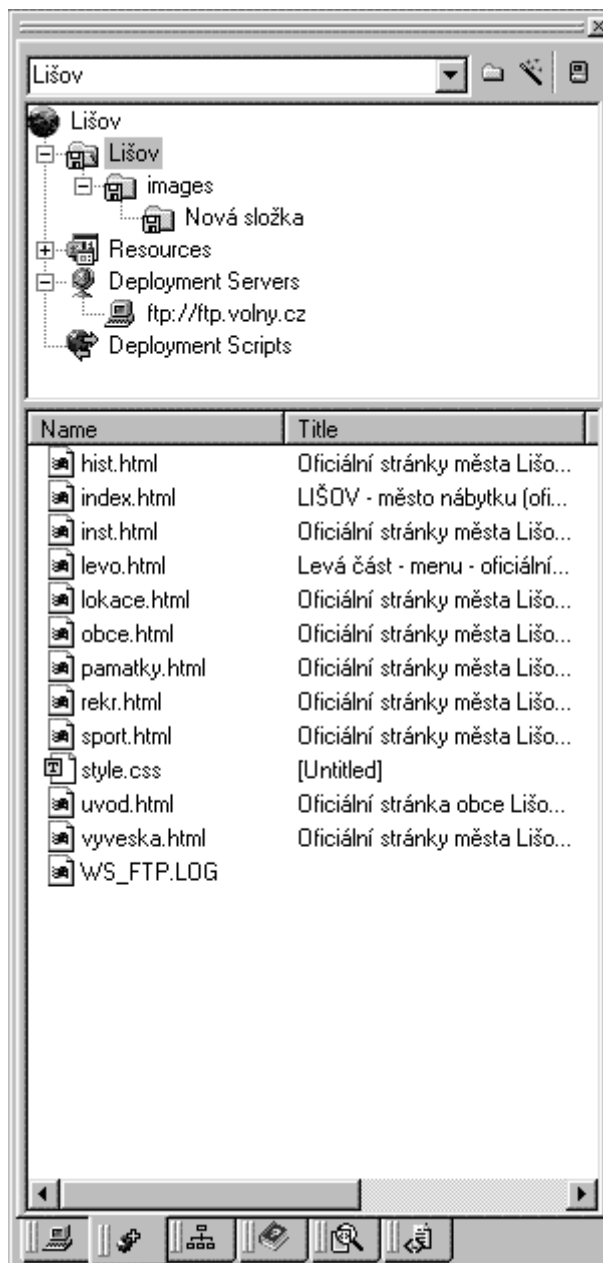 Lišov
Lišov
Lišov
images
Nová složka
Resources
Deployment Servers
ftp://ftp.volny.cz
Deployment Scripts
Name Title
hist.html Oficiální stránky města Lišo...
index.html LIŠOV - město nábytku (ofi...
inst.html Oficiální stránky města Lišo...
levo.html Levá část - menu - oficiální...
lokace.html Oficiální stránky města Lišo...
obce.html Oficiální stránky města Lišo...
pamatky.html Oficiální stránky města Lišo...
rekr.html Oficiální stránky města Lišo...
sport.html Oficiální stránky města Lišo...
style.css [Untitled]
uvod.html Oficiální stránka obce Lišo...
vyveska.html Oficiální stránky města Lišo...
WS_FTP.LOG